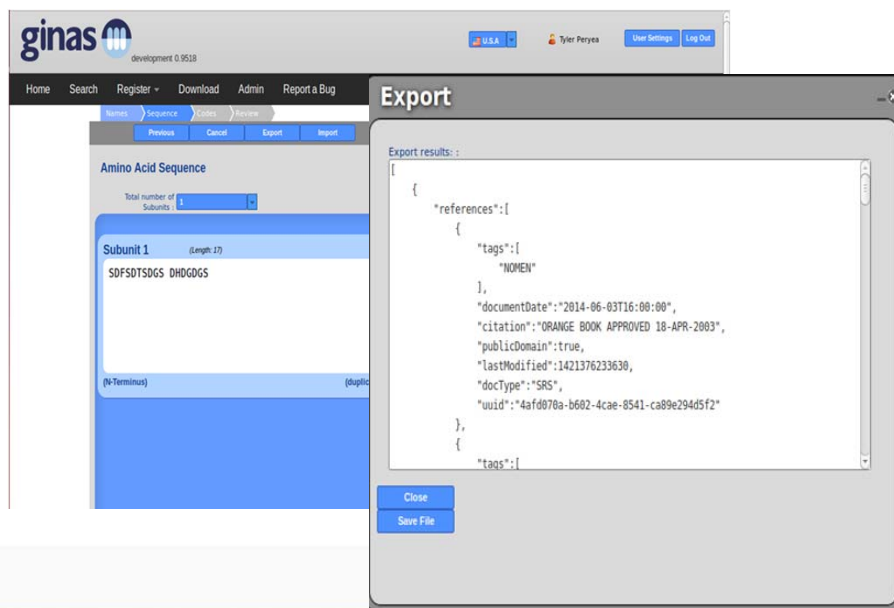 ginas
development 0.9518
U.S.A
Tyler Peryea
User Settings
Log Out
Home Search Register Download Admin Report a Bug
Names Sequence Codes Review
Previous Cancel Export Import
Amino Acid Sequence
Total number of
Subunits : 1
Subunit 1 (Length: 17)
SDFSDTSDGS DHDGDGS
(N-Terminus) (duplic
Export
Export results: :
[
{
"references":[
{
"tags":[
"NOMEN"
],
"documentDate":"2014-06-03T16:00:00",
"citation":"ORANGE BOOK APPROVED 18-APR-2003",
"publicDomain":true,
"lastModified":1421376233630,
"docType":"SRS",
"uuid":"4afd070a-b602-4cae-8541-ca89e294d5f2"
},
{
"tags":[
Close
Save File